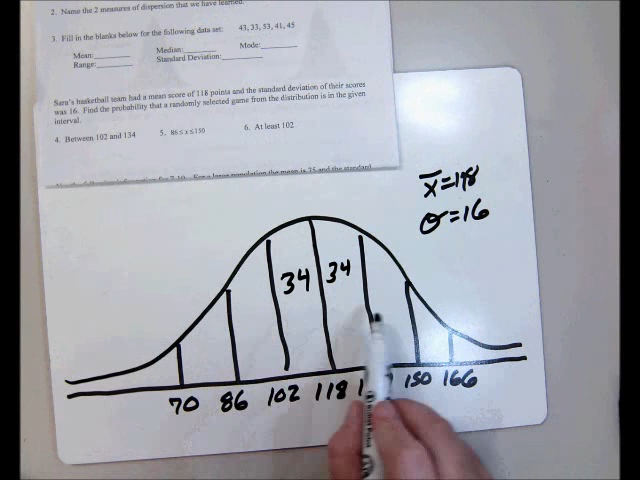 2. Name the 2 measures of dispersion that we have learned.
3. Fill in the blanks below for the following data set: 43, 33, 53, 41, 45
Mean:________ Median:________ Mode:________
Range:________ Standard Deviation:________
Sara's basketball team had a mean score of 118 points and the standard deviation of their scores
was 16. Find the probability that a randomly selected game from the distribution is in the given
interval.
4. Between 102 and 134 5. 86 ≤ x ≤ 150 6. At least 102
x̄=118
σ=16
34 34
70 86 102 118 150 166